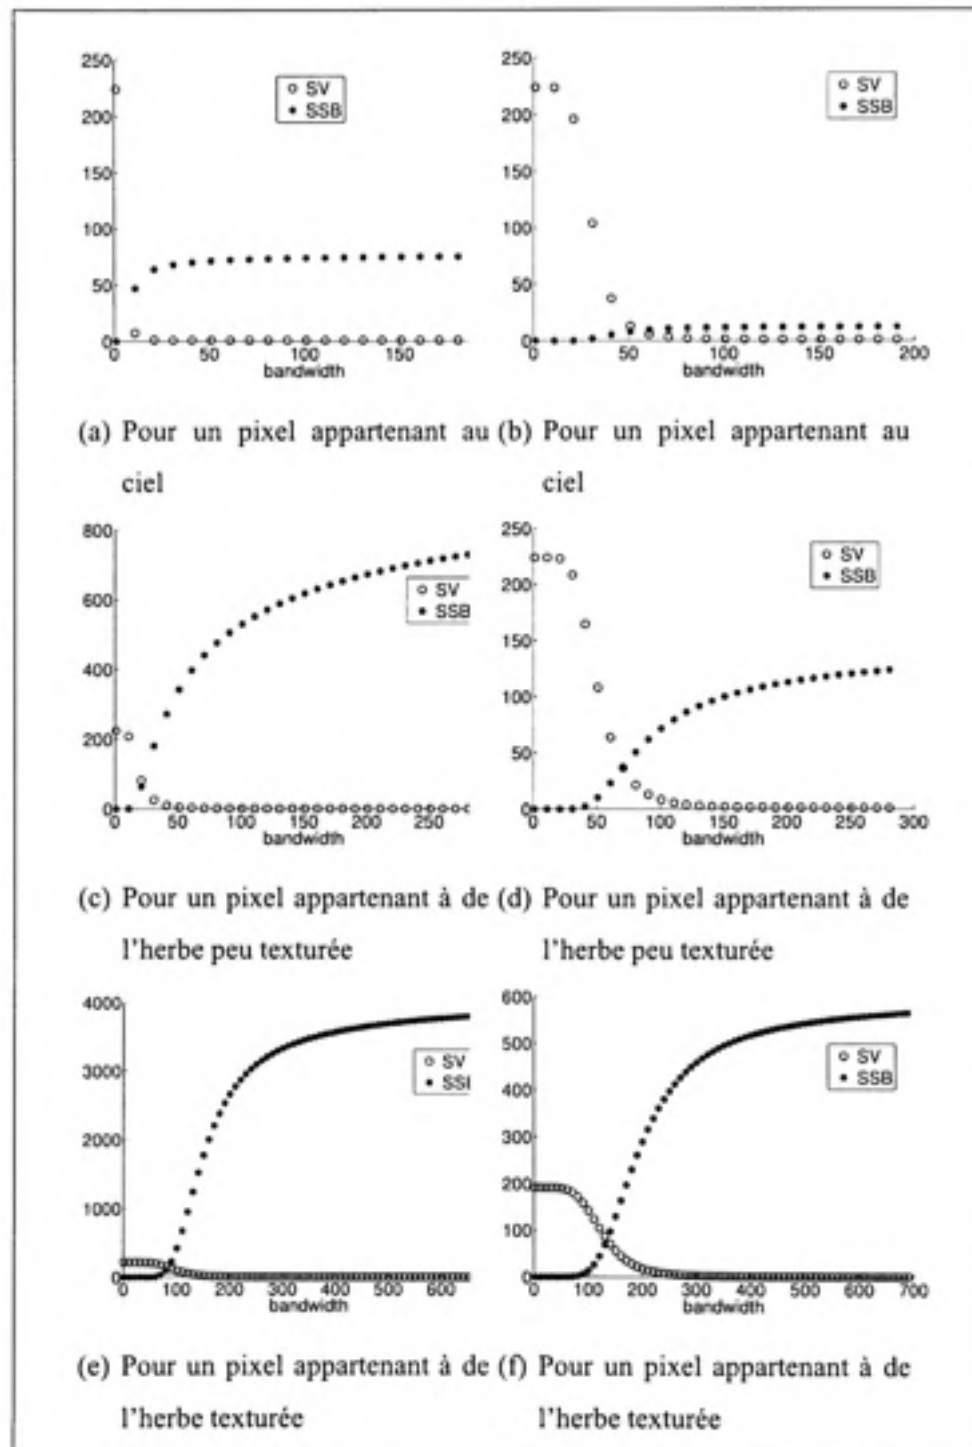 250
200
150
100
50
0
SV
SSB
0
50
100
150
bandwidth
250
200
150
100
50
0
SV
SSB
0
50
100
150
200
bandwidth
(a) Pour un pixel appartenant au
ciel
(b) Pour un pixel appartenant au
ciel
800
600
400
200
0
SV
SSB
0
50
100
150
200
250
bandwidth
250
200
150
100
50
0
SV
SSB
0
50
100
150
200
250
300
bandwidth
(c) Pour un pixel appartenant à de
l'herbe peu texturée
(d) Pour un pixel appartenant à de
l'herbe peu texturée
4000
3000
2000
1000
0
SV
SSI
0
100
200
300
400
500
600
bandwidth
600
500
400
300
200
100
0
SV
SSB
0
100
200
300
400
500
600
700
bandwidth
(e) Pour un pixel appartenant à de
l'herbe texturée
(f) Pour un pixel appartenant à de
l'herbe texturée